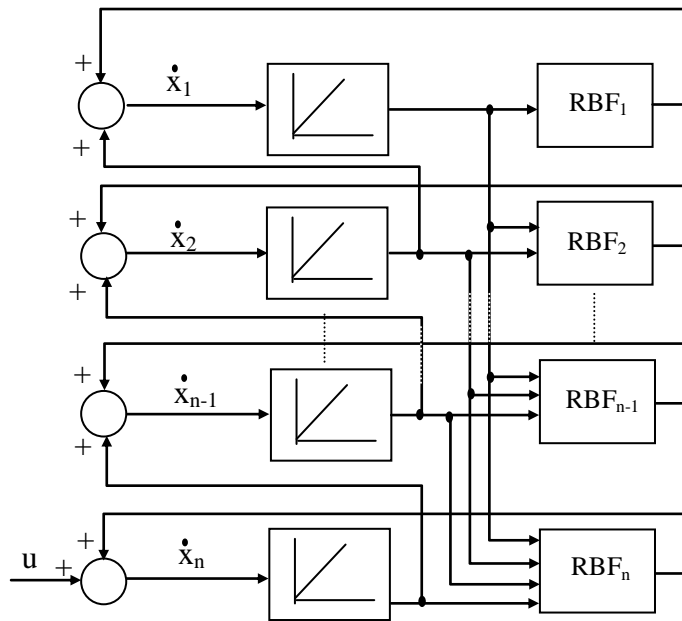 +
ẋ₁
RBF₁
+
+
ẋ₂
RBF₂
+
+
ẋₙ₋₁
RBFₙ₋₁
+
+
u
+
ẋₙ
RBFₙ